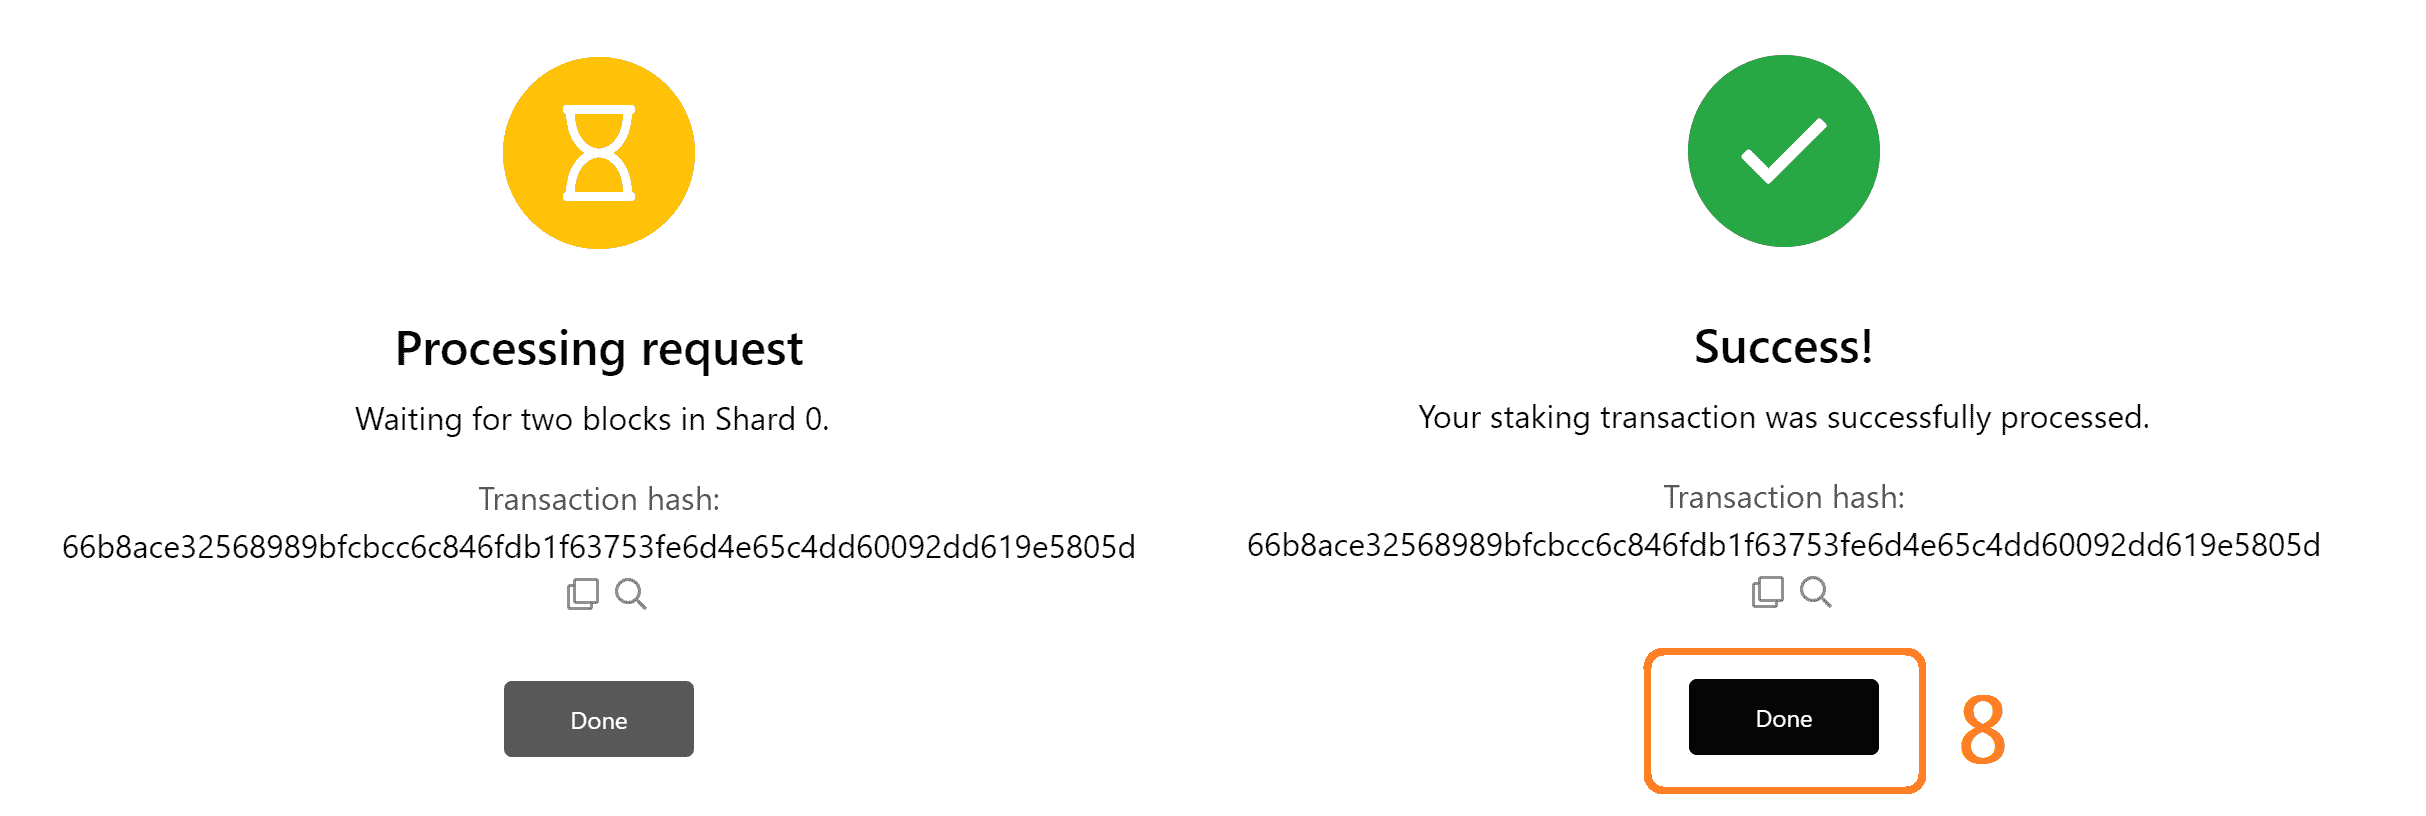 Processing request
Waiting for two blocks in Shard 0.
Transaction hash:
66b8ace32568989bfcbcc6c846fdb1f63753fe6d4e65c4dd60092dd619e5805d
Done
Success!
Your staking transaction was successfully processed.
Transaction hash:
66b8ace32568989bfcbcc6c846fdb1f63753fe6d4e65c4dd60092dd619e5805d
Done
8